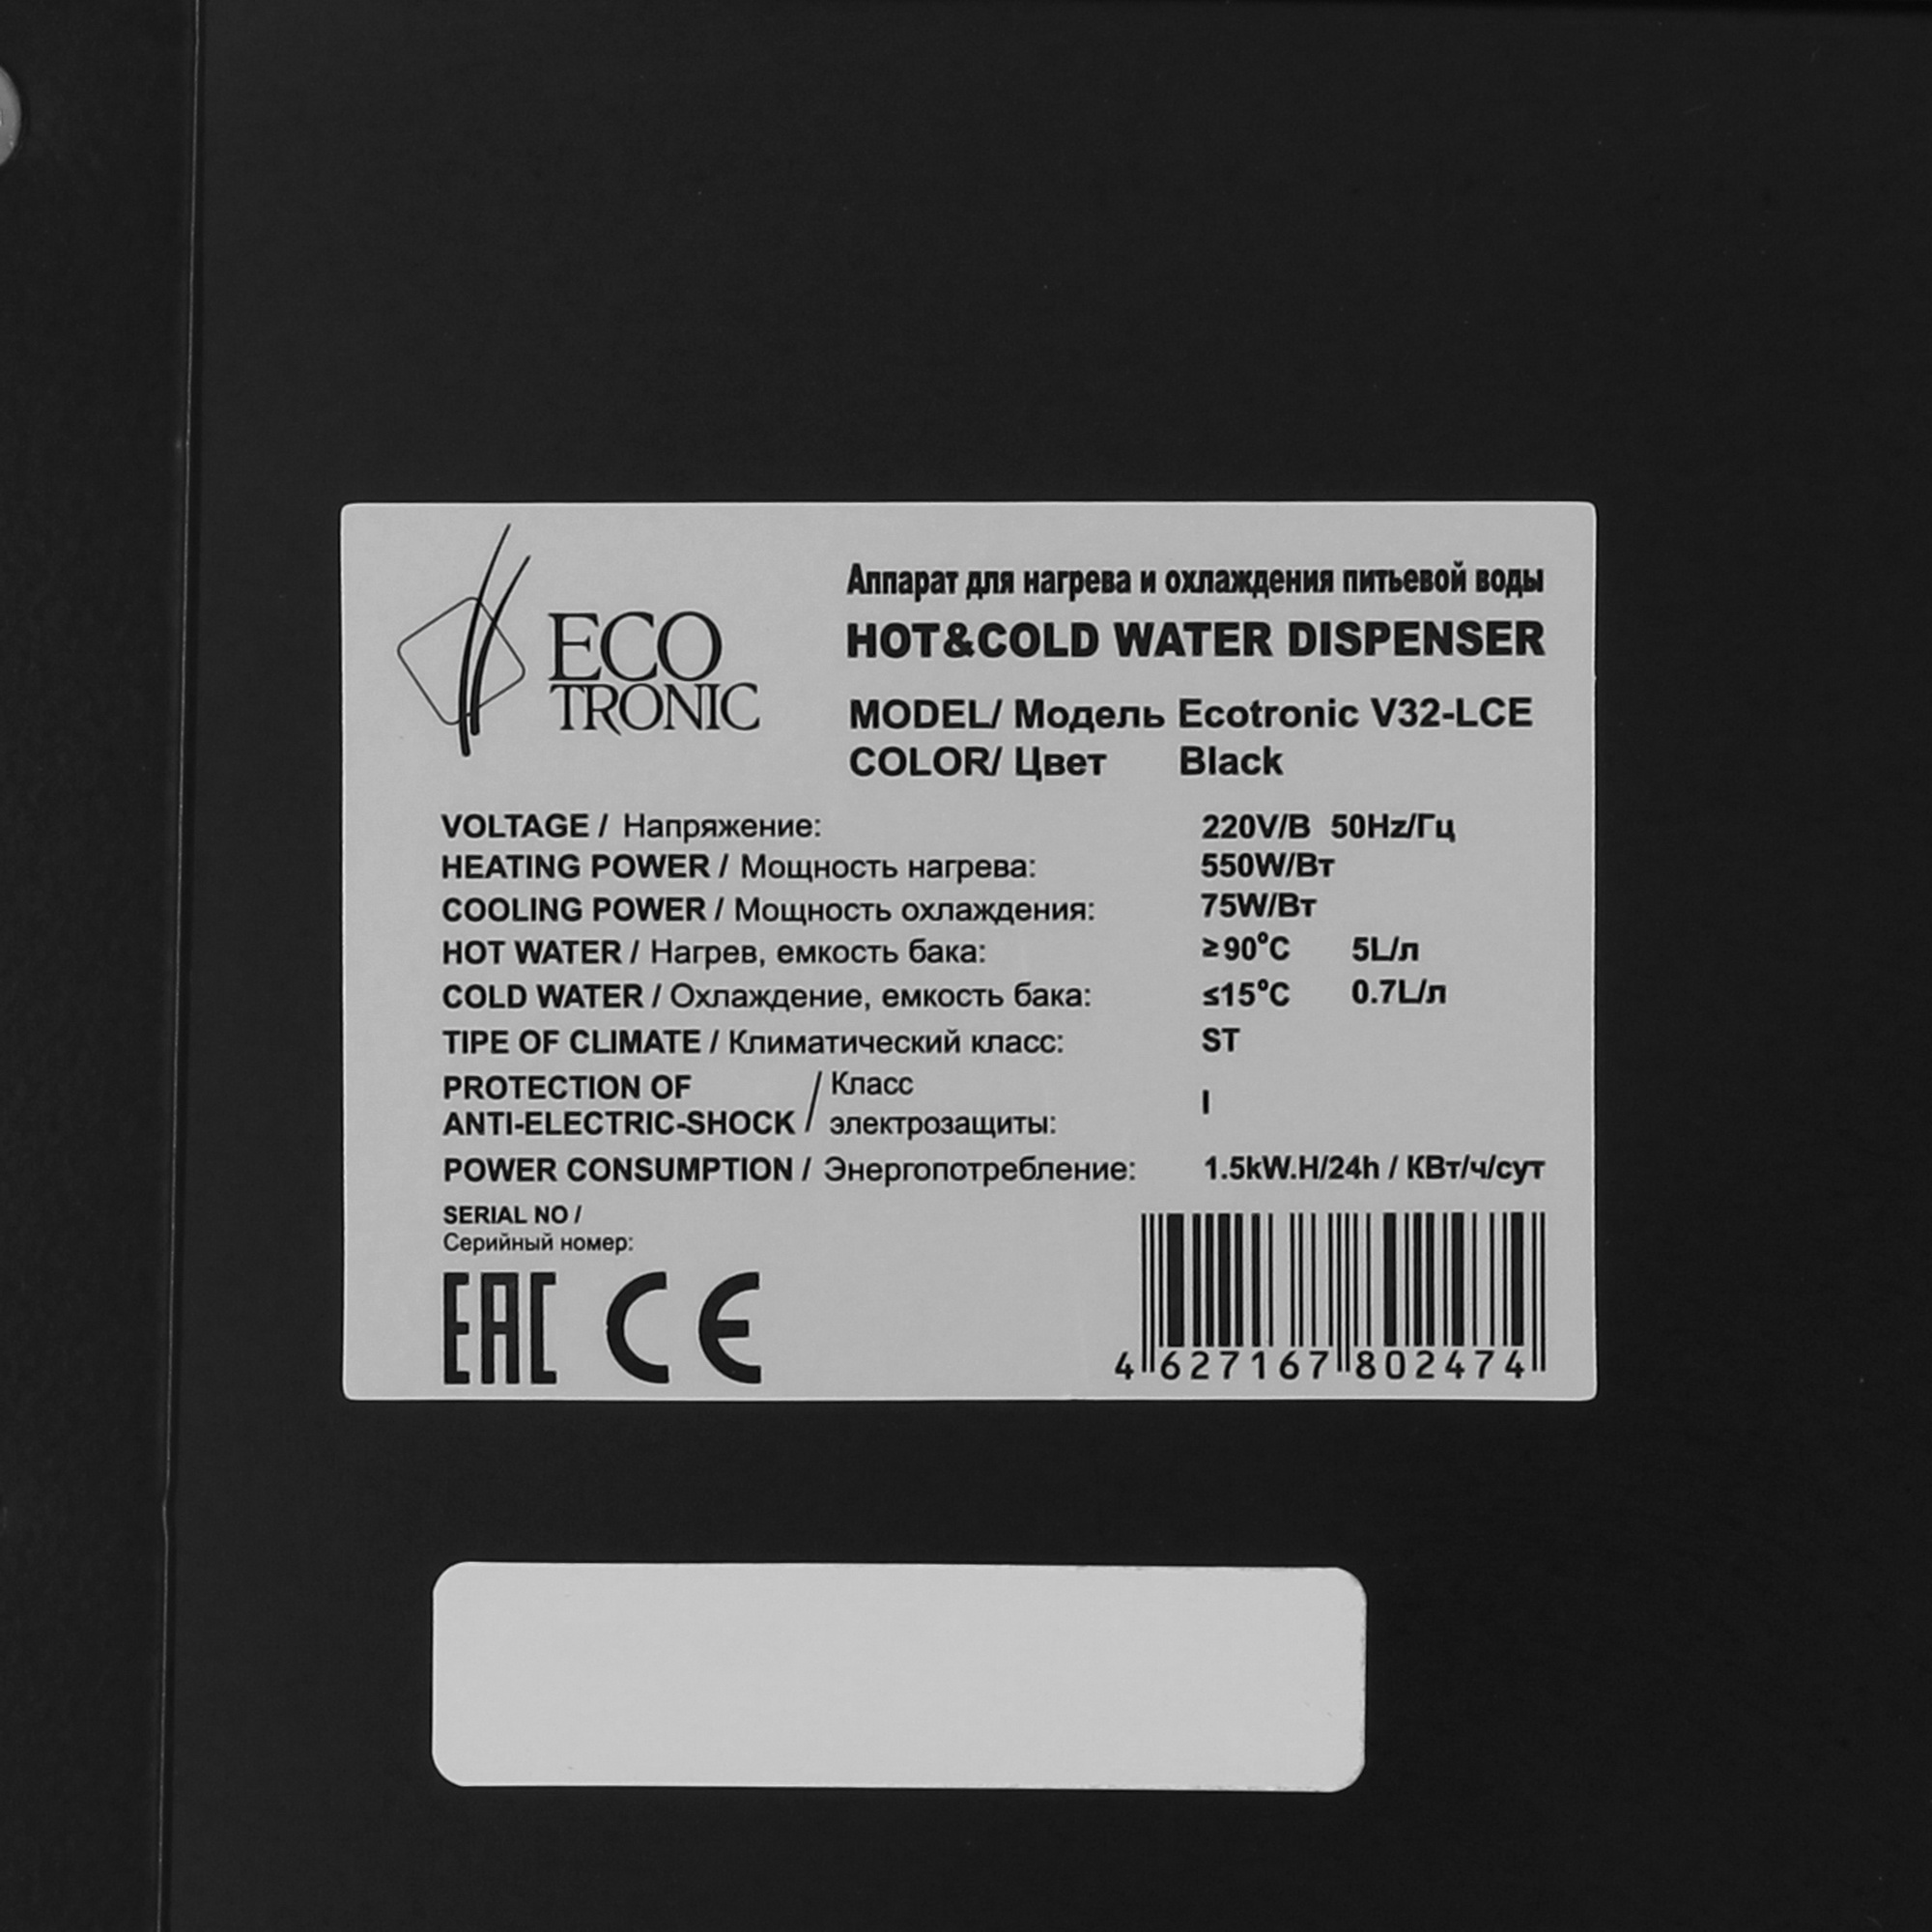 ECO
TRONIC
Аппарат для нагрева и охлаждения питьевой воды
HOT&COLD WATER DISPENSER
MODEL/ Модель Ecotronic V32-LCE
COLOR/ Цвет Black
VOLTAGE / Напряжение: 220V/В 50Hz/Гц
HEATING POWER / Мощность нагрева: 550W/Вт
COOLING POWER / Мощность охлаждения: 75W/Вт
HOT WATER / Нагрев, емкость бака: ≥90°C 5L/л
COLD WATER / Охлаждение, емкость бака: ≤15°C 0.7L/л
TIPE OF CLIMATE / Климатический класс: ST
PROTECTION OF / Класс
ANTI-ELECTRIC-SHOCK электрозащиты: I
POWER CONSUMPTION / Энергопотребление: 1.5kW.H/24h / КВт/ч/сут
SERIAL NO /
Серийный номер:
EAC CE
4 627167 802474